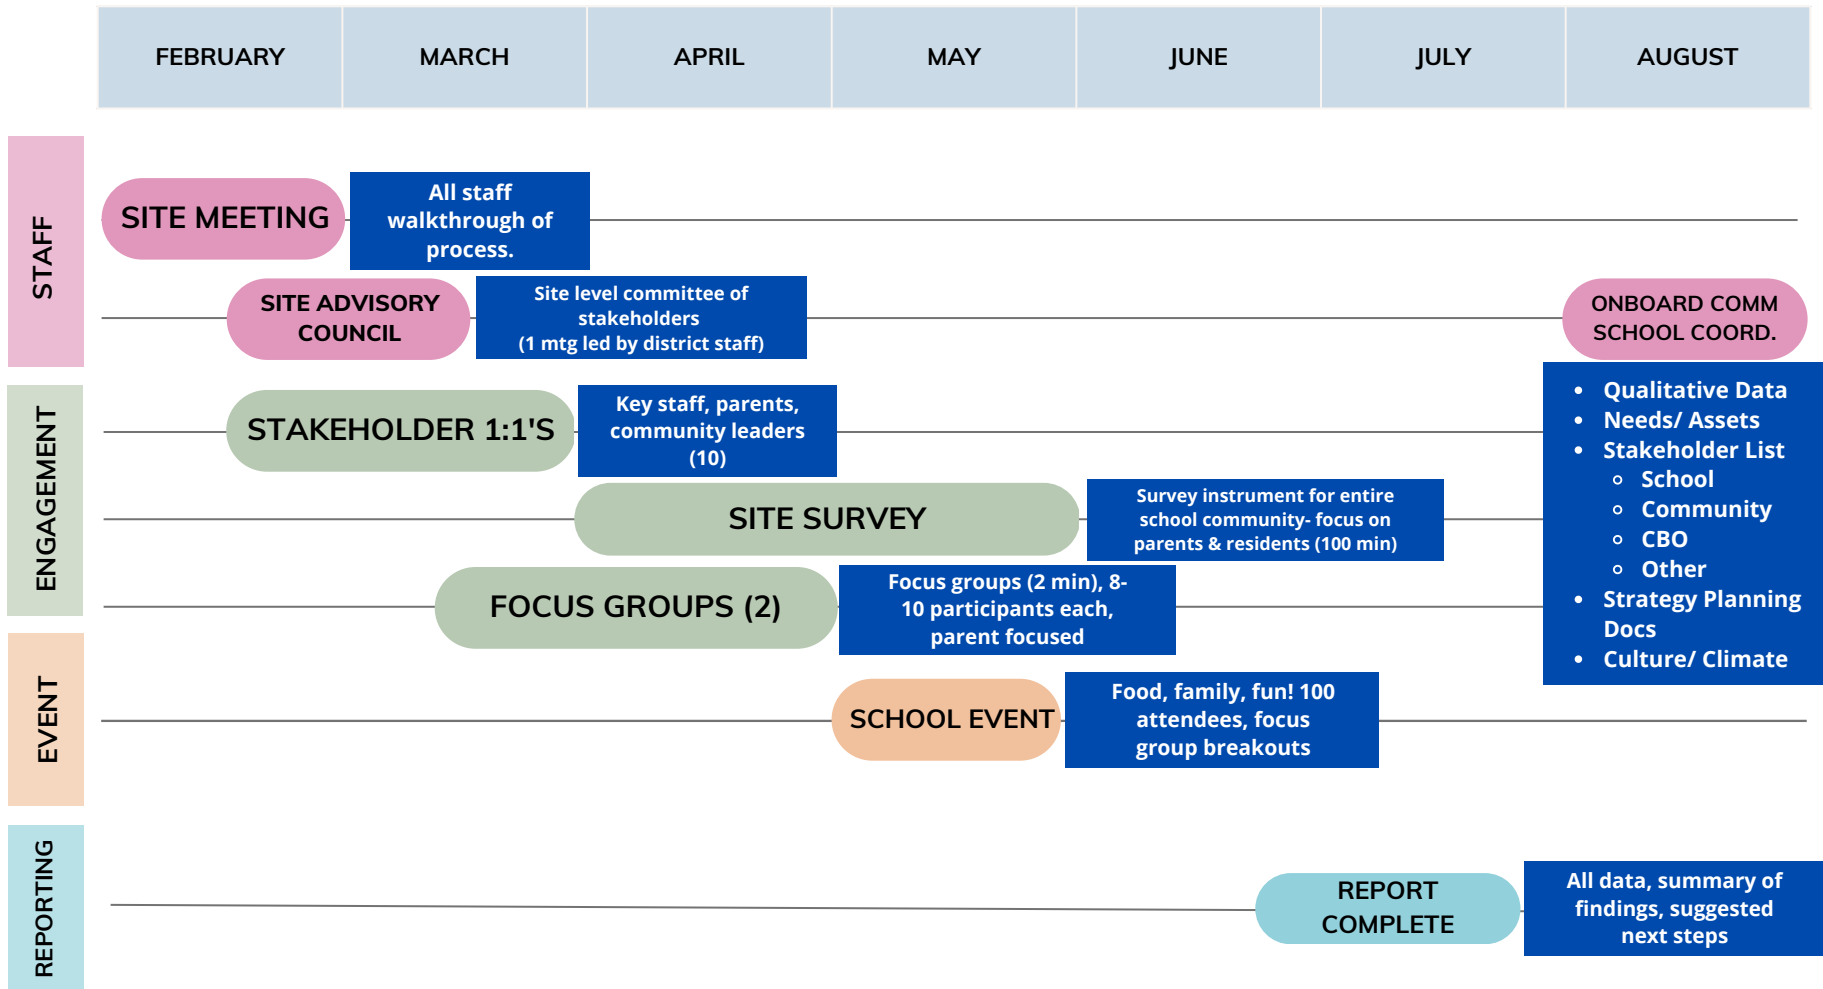 FEBRUARY
MARCH
APRIL
MAY
JUNE
JULY
AUGUST
STAFF
SITE MEETING
All staff
walkthrough of
process.
SITE ADVISORY
COUNCIL
Site level committee of
stakeholders
(1 mtg led by district staff)
ONBOARD COMM
SCHOOL COORD.
• Qualitative Data
• Needs/ Assets
• Stakeholder List
◦ School
◦ Community
◦ CBO
◦ Other
• Strategy Planning
Docs
• Culture/ Climate
ENGAGEMENT
STAKEHOLDER 1:1'S
Key staff, parents,
community leaders
(10)
SITE SURVEY
Survey instrument for entire
school community- focus on
parents & residents (100 min)
FOCUS GROUPS (2)
Focus groups (2 min), 8-
10 participants each,
parent focused
EVENT
SCHOOL EVENT
Food, family, fun! 100
attendees, focus
group breakouts
REPORTING
REPORT
COMPLETE
All data, summary of
findings, suggested
next steps